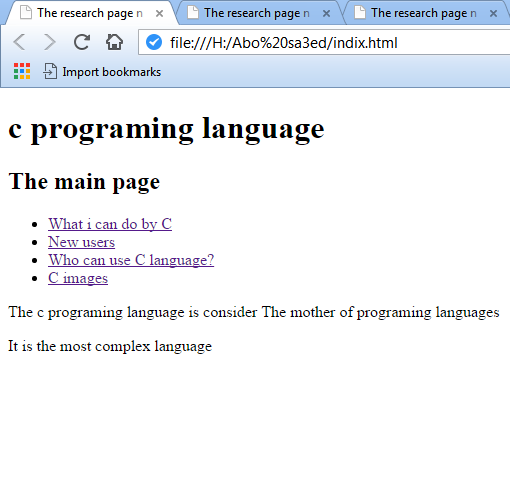 The research page n
The research page n
The research page n
file:///H:/Abo%20sa3ed/indix.html
Import bookmarks
c programing language
The main page
What i can do by C
New users
Who can use C language?
C images
The c programing language is consider The mother of programing languages
It is the most complex language